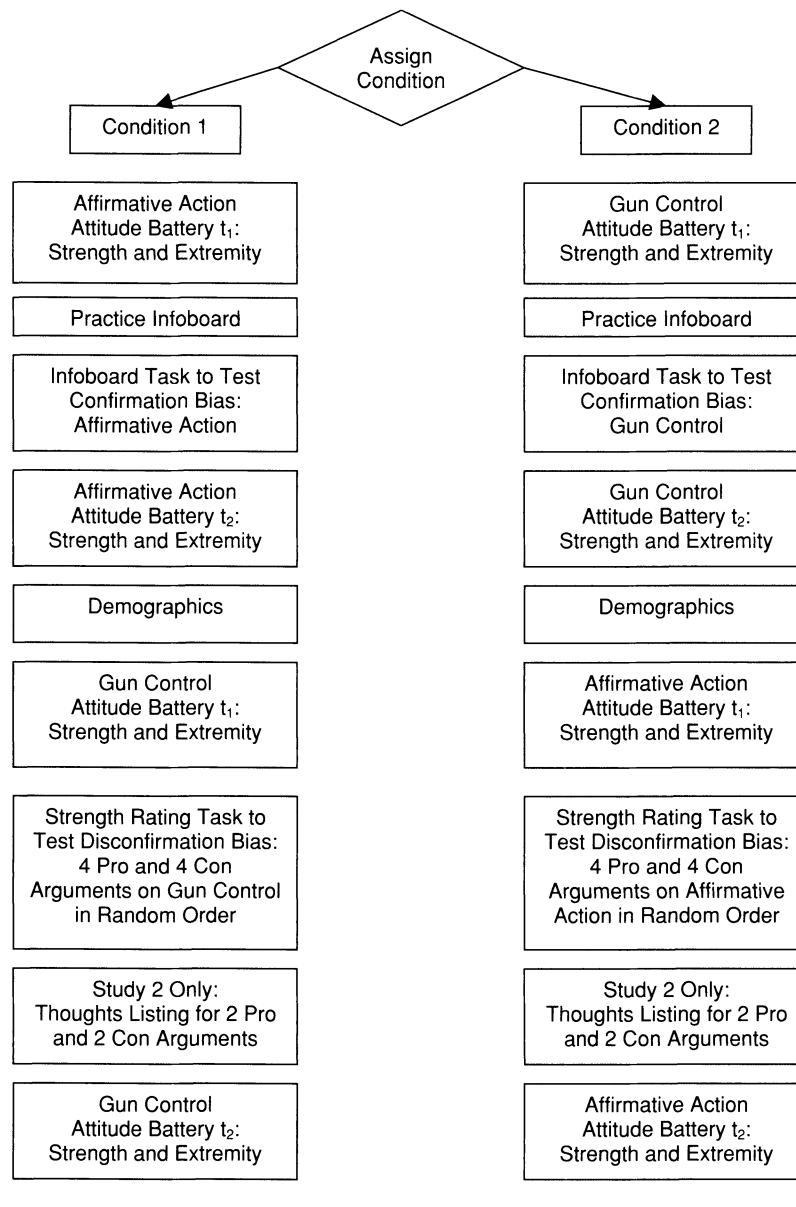 Assign
Condition
Condition 1
Condition 2
Affirmative Action
Attitude Battery t₁:
Strength and Extremity
Gun Control
Attitude Battery t₁:
Strength and Extremity
Practice Infoboard
Practice Infoboard
Infoboard Task to Test
Confirmation Bias:
Affirmative Action
Infoboard Task to Test
Confirmation Bias:
Gun Control
Affirmative Action
Attitude Battery t₂:
Strength and Extremity
Gun Control
Attitude Battery t₂:
Strength and Extremity
Demographics
Demographics
Gun Control
Attitude Battery t₁:
Strength and Extremity
Affirmative Action
Attitude Battery t₁:
Strength and Extremity
Strength Rating Task to
Test Disconfirmation Bias:
4 Pro and 4 Con
Arguments on Gun Control
in Random Order
Strength Rating Task to
Test Disconfirmation Bias:
4 Pro and 4 Con
Arguments on Affirmative
Action in Random Order
Study 2 Only:
Thoughts Listing for 2 Pro
and 2 Con Arguments
Study 2 Only:
Thoughts Listing for 2 Pro
and 2 Con Arguments
Gun Control
Attitude Battery t₂:
Strength and Extremity
Affirmative Action
Attitude Battery t₂:
Strength and Extremity